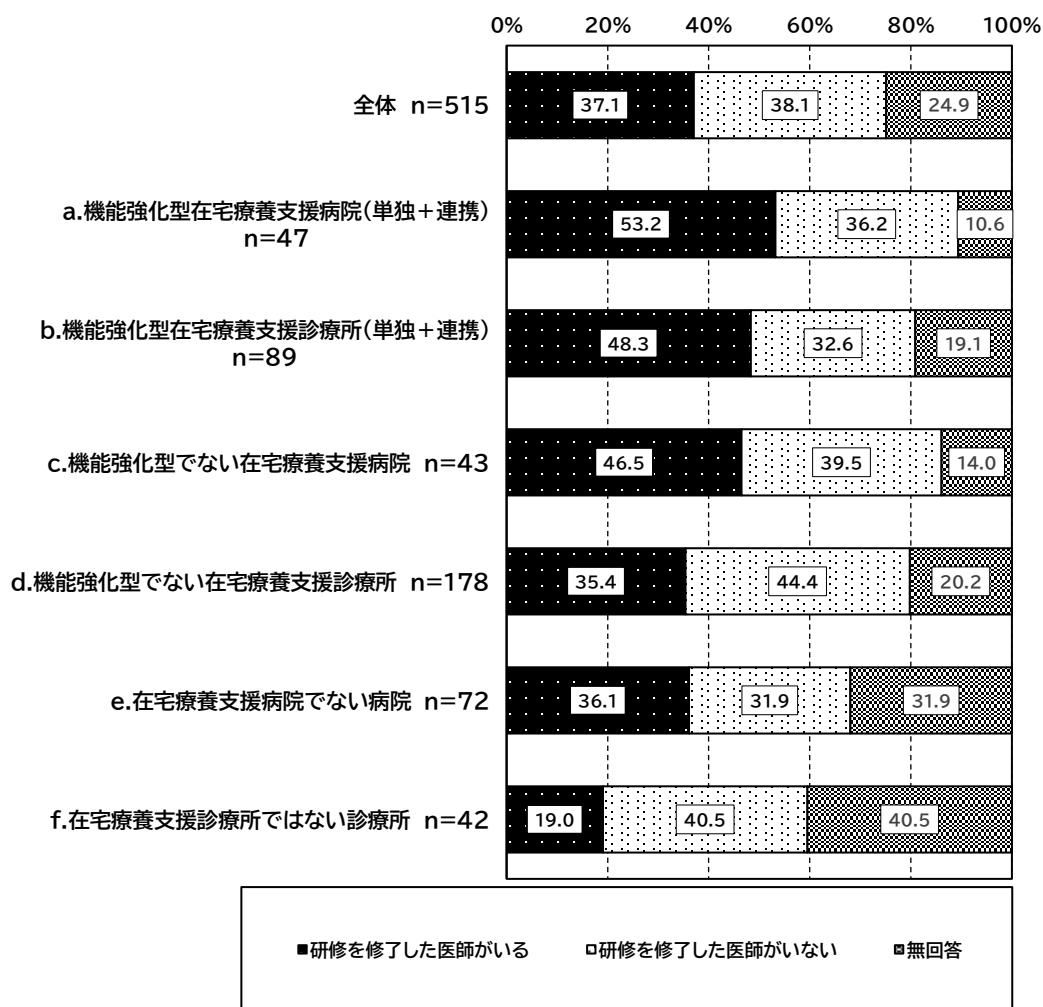 0% 20% 40% 60% 80% 100%
全体 n=515
37.1 38.1 24.9
a.機能強化型在宅療養支援病院(単独+連携)
n=47
53.2 36.2 10.6
b.機能強化型在宅療養支援診療所(単独+連携)
n=89
48.3 32.6 19.1
c.機能強化型でない在宅療養支援病院 n=43
46.5 39.5 14.0
d.機能強化型でない在宅療養支援診療所 n=178
35.4 44.4 20.2
e.在宅療養支援病院でない病院 n=72
36.1 31.9 31.9
f.在宅療養支援診療所ではない診療所 n=42
19.0 40.5 40.5
研修を修了した医師がいる 研修を修了した医師がいない 無回答